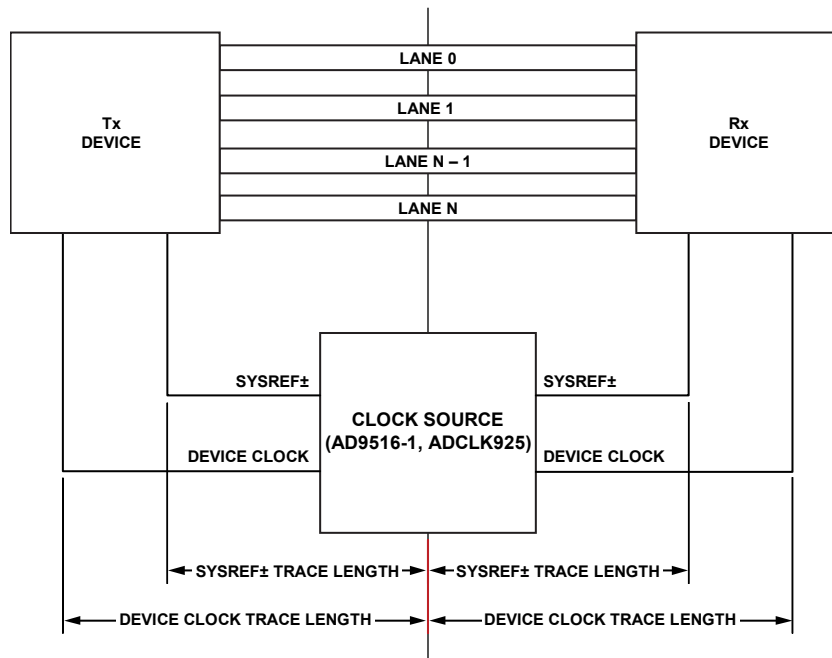 LANE 0
LANE 1
LANE N – 1
LANE N
Tx
DEVICE
Rx
DEVICE
SYSREF±
SYSREF±
CLOCK SOURCE
(AD9516-1, ADCLK925)
DEVICE CLOCK
DEVICE CLOCK
SYSREF± TRACE LENGTH
SYSREF± TRACE LENGTH
DEVICE CLOCK TRACE LENGTH
DEVICE CLOCK TRACE LENGTH